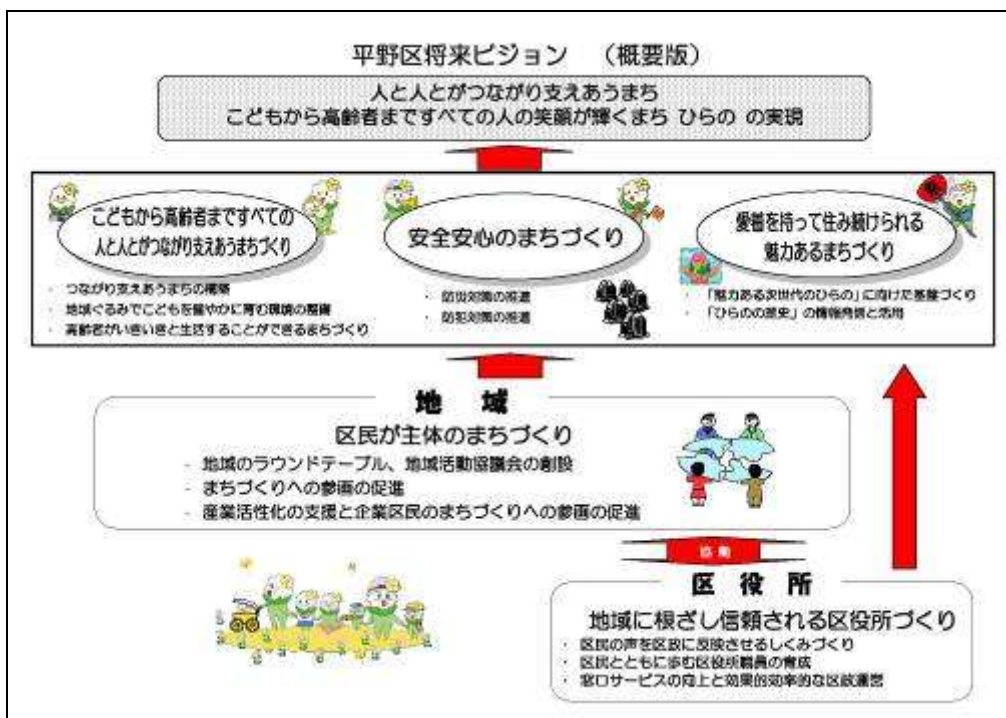 平野区将来ビジョン （概要版）
人と人とがつながり支えあうまち
こどもから高齢者まですべての人の笑顔が輝くまち ひらの の実現
こどもから高齢者まですべての
人と人とがつながり支えあうまちづくり
- つながり支えあうまちの構築
- 地域ぐるみでこどもを健やかに育む環境の整備
- 高齢者がいきいきと生活することができるまちづくり
安全安心のまちづくり
- 防災対策の推進
- 防犯対策の推進
愛着を持って住み続けられる
魅力あるまちづくり
- 「魅力ある次世代のひらの」に向けた基盤づくり
- 「ひらのの歴史」の情報発信と活用
地 域
区民が主体のまちづくり
- 地域のラウンドテーブル、地域活動協議会の創設
- まちづくりへの参画の促進
- 産業活性化の支援と企業区民のまちづくりへの参画の促進
協 働
区 役 所
地域に根ざし信頼される区役所づくり
- 区民の声を区政に反映させるしくみづくり
- 区民とともに歩む区役所職員の育成
- 窓口サービスの向上と効果的効率的な区政運営